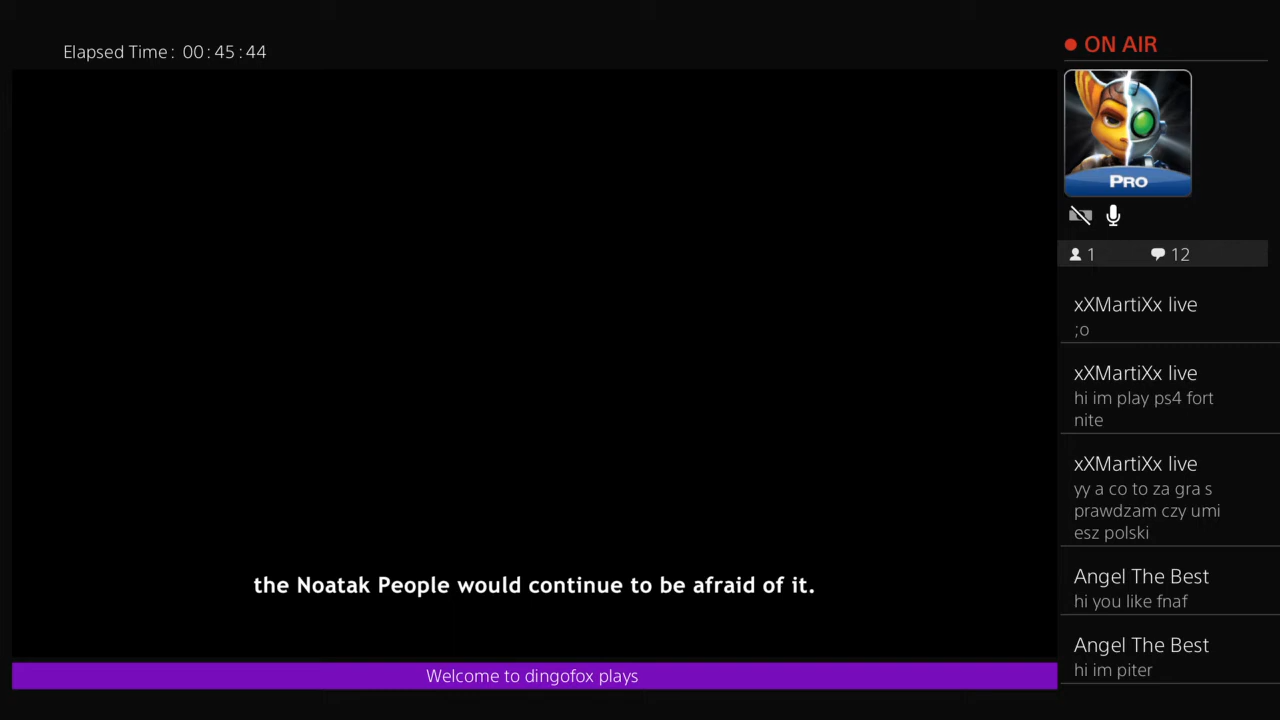 Elapsed Time: 00:45:44
ON AIR
PRO
1 12
xXMartiXx live
;o
xXMartiXx live
hi im play ps4 fort
nite
xXMartiXx live
yy a co to za gra s
prawdzam czy umi
esz polski
Angel The Best
hi you like fnaf
Angel The Best
hi im piter
the Noatak People would continue to be afraid of it.
Welcome to dingofox plays